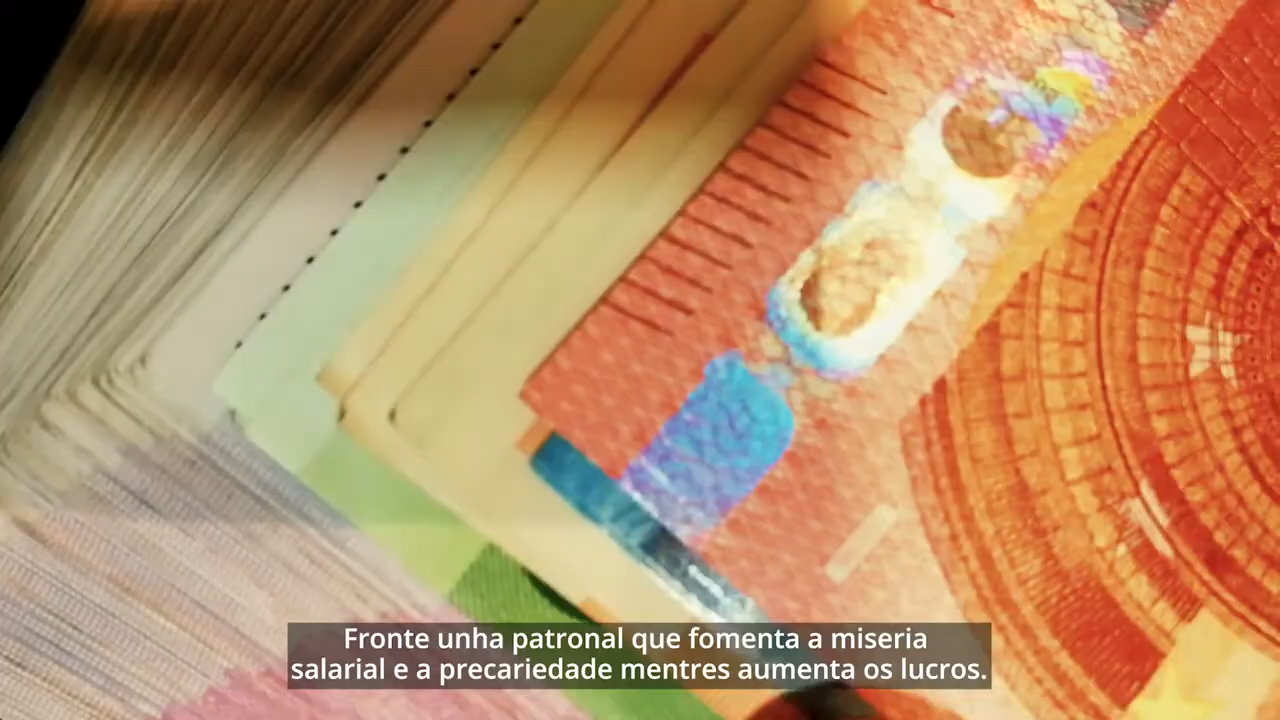 Fronte unha patronal que fomenta a miseria
salarial e a precariedade mentres aumenta os lucros.